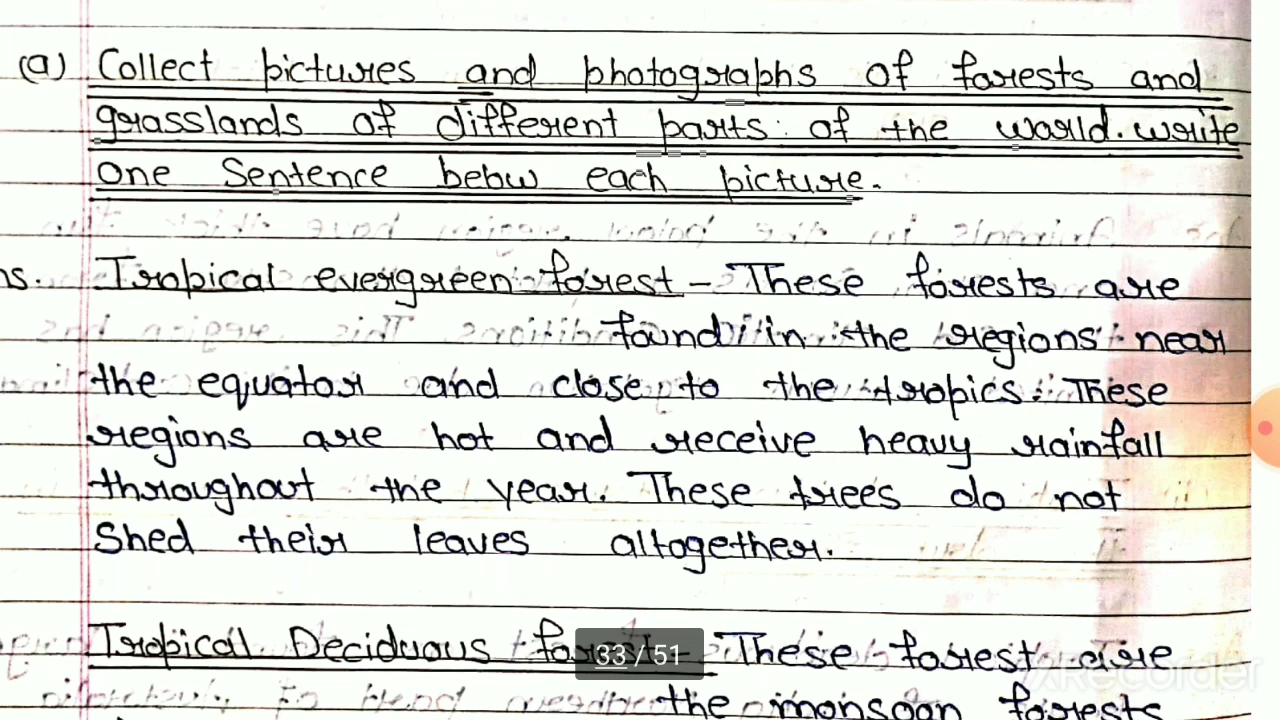 (a) Collect pictures and photographs of forests and
grasslands of different parts of the world. write
one Sentence below each picture.
ns. Tropical evergreen forest - These forests are
found in the regions near
the equator and close to the tropics. These
regions are hot and receive heavy rainfall
throughout the year. These trees do not
Shed their leaves altogether.
Tropical Deciduous forest - These forest are
33/51
the monsoon forests
XRecorder